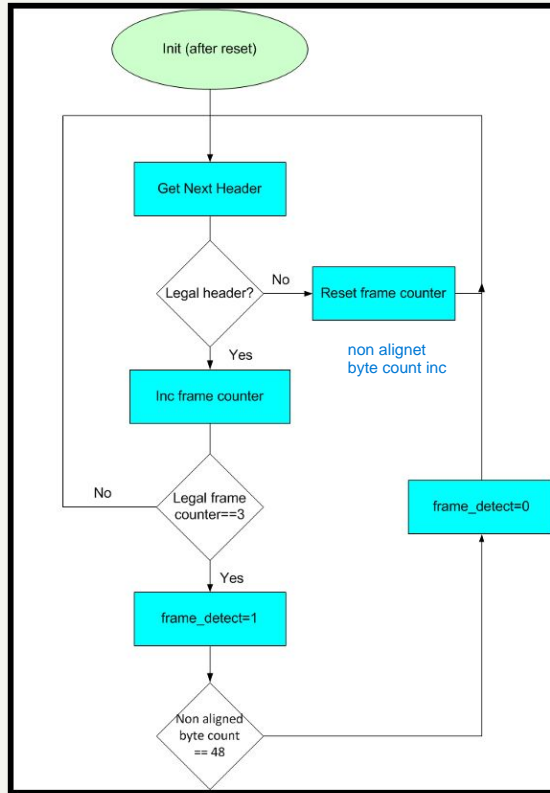 Init (after reset)
Get Next Header
Legal header?
No
Reset frame counter
non alignet
byte count inc
Yes
Inc frame counter
No
Legal frame
counter==3
frame_detect=0
Yes
frame_detect=1
Non aligned
byte count
== 48